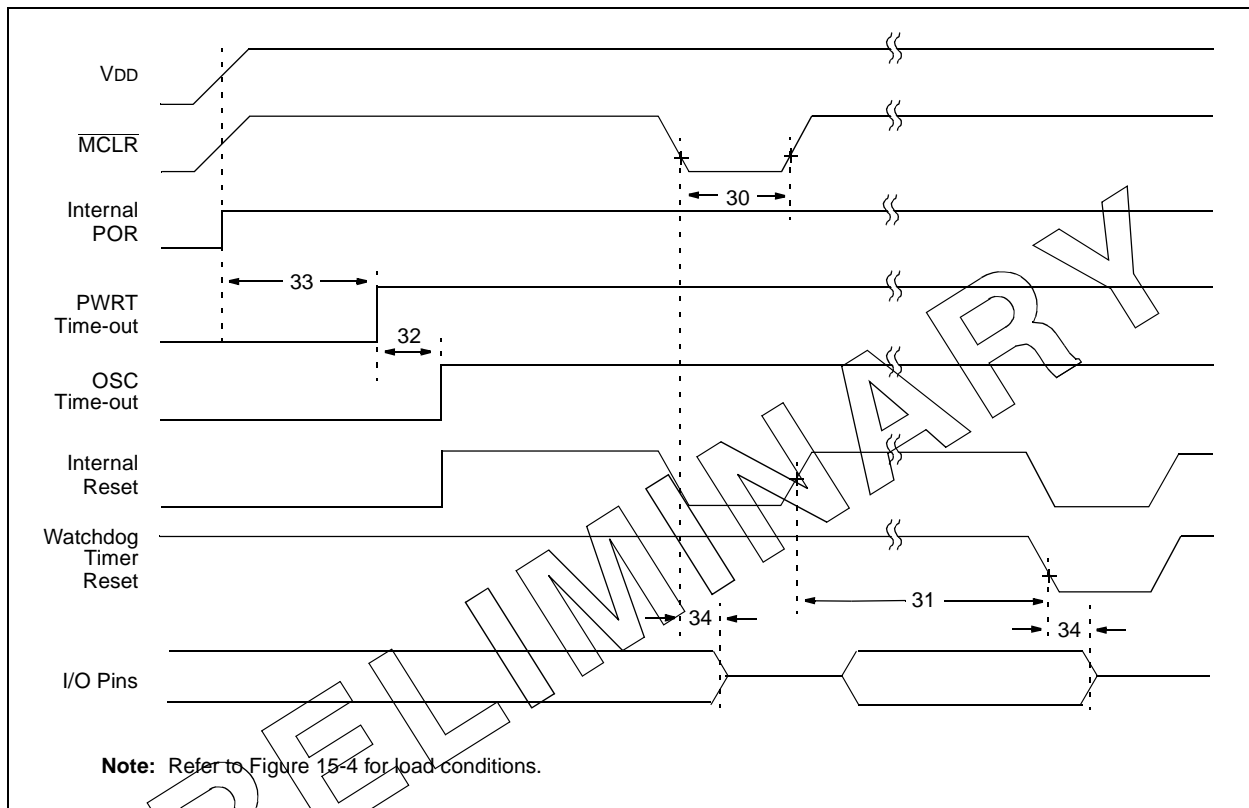 VDD
MCLR
30
Internal
POR
33
PWRT
Time-out
32
OSC
Time-out
Internal
Reset
Watchdog
Timer
Reset
31
34
34
I/O Pins
Note: Refer to Figure 15-4 for load conditions.
PRELIMINARY